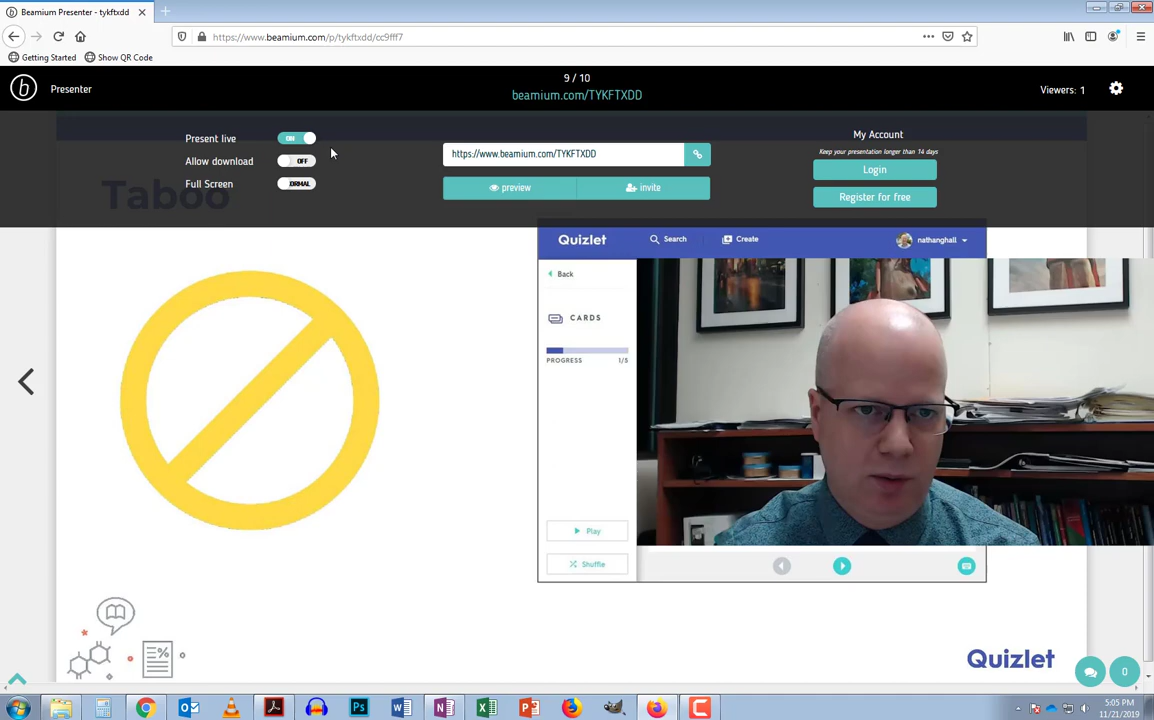 Beamium Presenter - tykftxdd
https://www.beamium.com/p/tykftxdd/cc9fff7
Getting Started
Show QR Code
b
Presenter
9 / 10
beamium.com/TYKFTXDD
Viewers: 1
Present live
ON
Allow download
OFF
Full Screen
https://www.beamium.com/TYKFTXDD
preview
invite
My Account
Keep your presentation longer than 14 days
Login
Register for free
Taboo
Quizlet
Search
Create
nathanghall
Back
CARDS
PROGRESS
1/5
Play
Shuffle
Quizlet
0
5:05 PM
11/21/2019